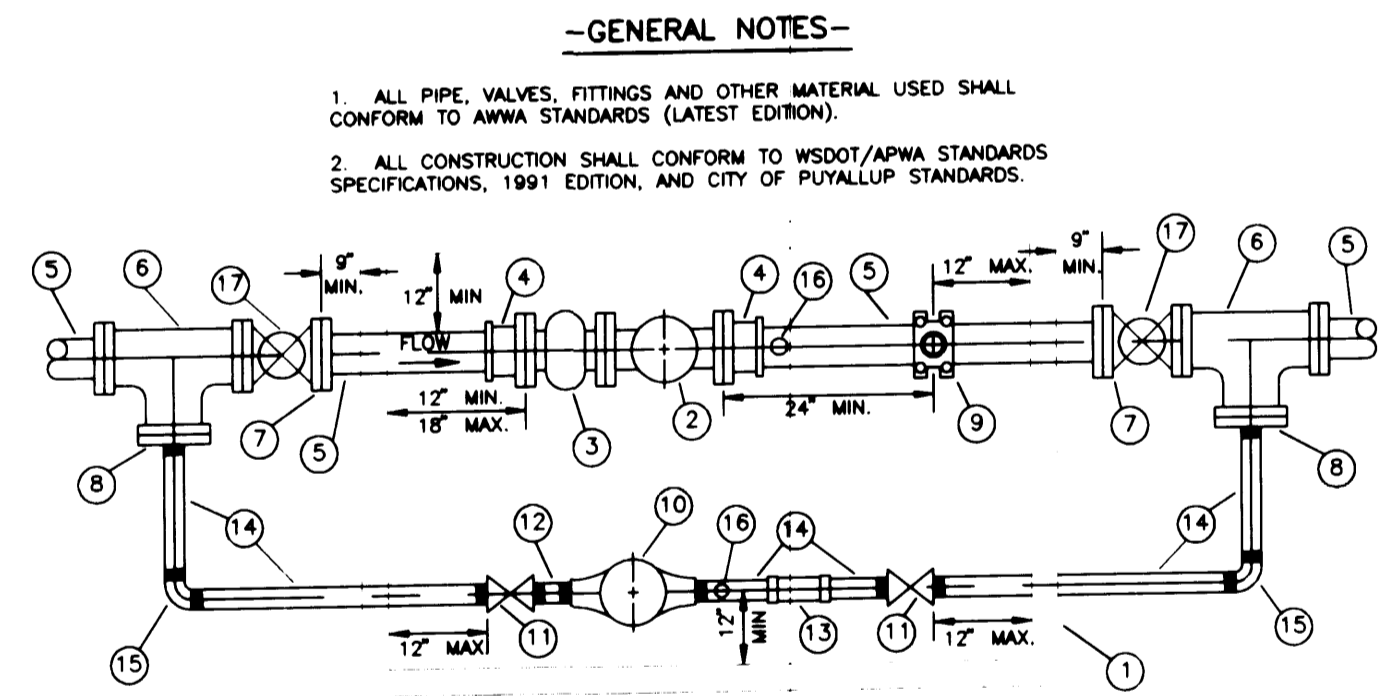 -GENERAL NOTES-
1. ALL PIPE, VALVES, FITTINGS AND OTHER MATERIAL USED SHALL
CONFORM TO AWWA STANDARDS (LATEST EDITION).
2. ALL CONSTRUCTION SHALL CONFORM TO WSDOT/APWA STANDARDS
SPECIFICATIONS, 1991 EDITION, AND CITY OF PUYALLUP STANDARDS.
5
6
17
9"
MIN.
12" MIN
4
4
16
5
12" MAX.
9"
MIN.
17
6
5
FLOW
12" MIN.
18" MAX.
24" MIN.
8
7
5
3
2
9
7
8
14
12
10
16
14
14
15
12" MAX
11
12"
MIN
13
11
12" MAX.
1
15